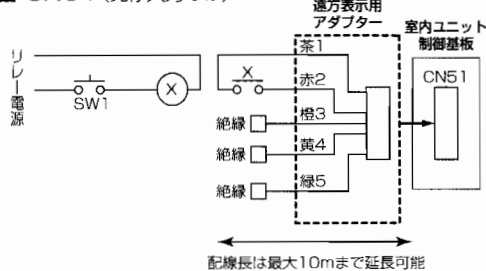 遠方表示用
アダプター
室内ユニット
制御基板
リレー電源
SW1
X
X
茶1
赤2
絶縁
橙3
絶縁
黄4
絶縁
緑5
CN51
配線長は最大10mまで延長可能